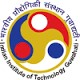 भारतीय प्रौद्योगिकी संस्थान गुवाहाटी
Indian Institute of Technology Guwahati